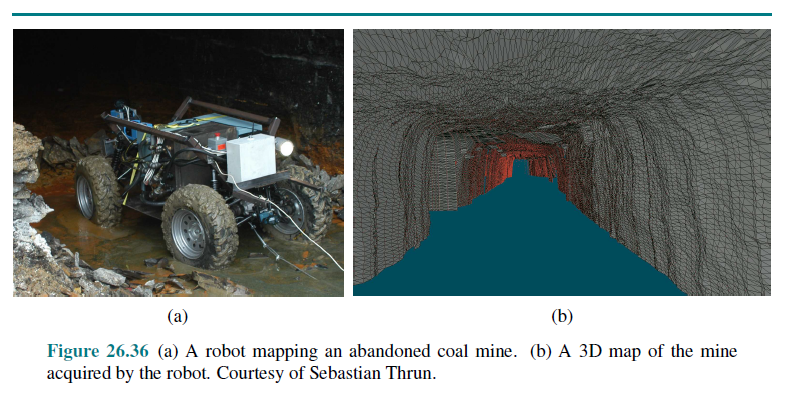 (a)
(b)
Figure 26.36 (a) A robot mapping an abandoned coal mine. (b) A 3D map of the mine
acquired by the robot. Courtesy of Sebastian Thrun.